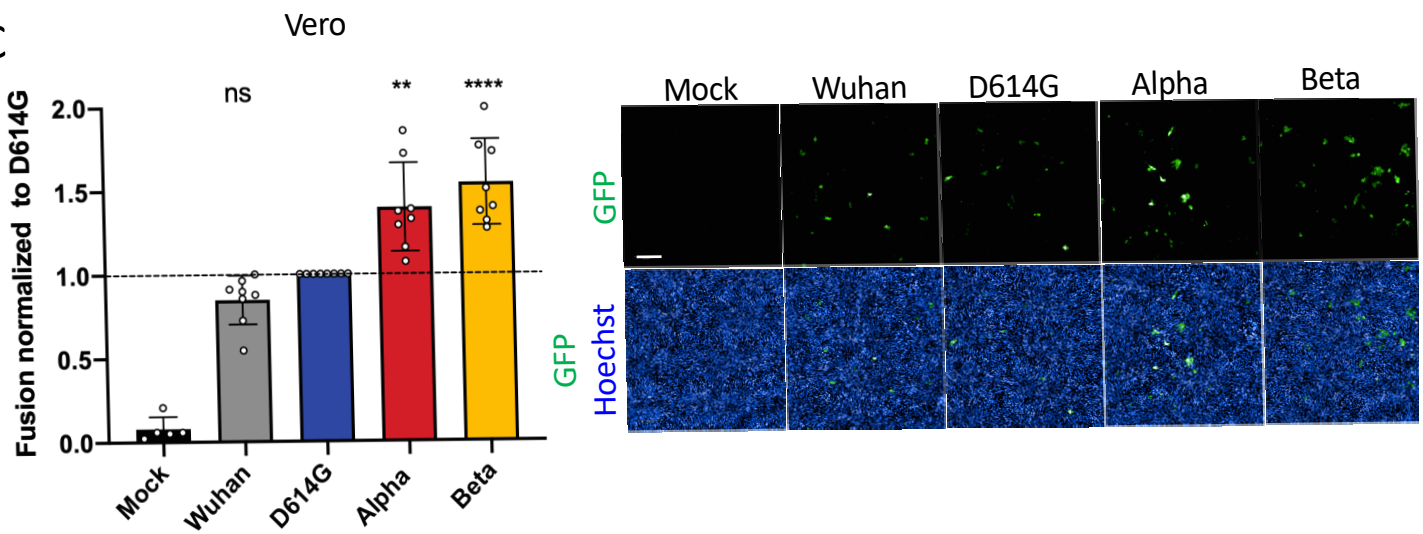 C
Vero
Fusion normalized to D614G
2.0
1.5
1.0
0.5
0.0
ns
**
****
Mock
Wuhan
D614G
Alpha
Beta
Mock
Wuhan
D614G
Alpha
Beta
GFP
GFP
Hoechst